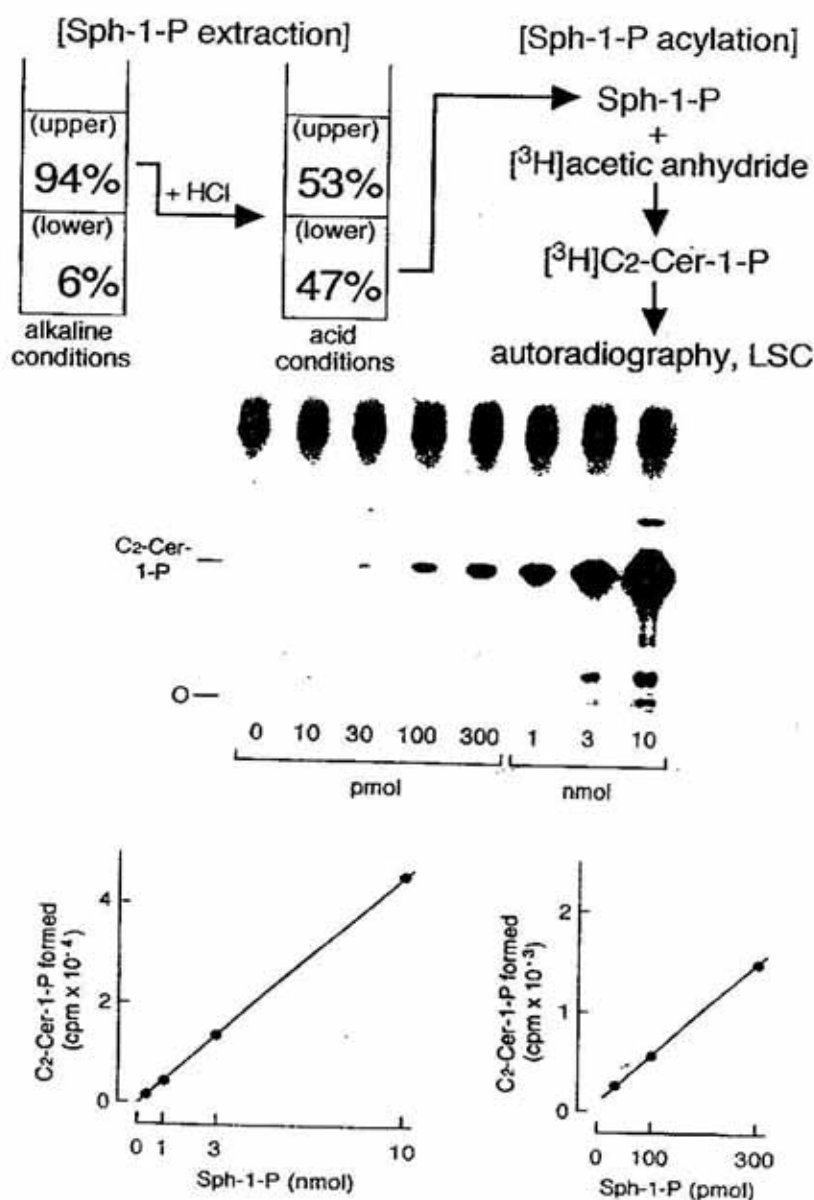 [Sph-1-P extraction]
(upper)
94%
(lower)
6%
alkaline
conditions
+ HCl
(upper)
53%
(lower)
47%
acid
conditions
[Sph-1-P acylation]
Sph-1-P
+
[³H]acetic anhydride
[³H]C₂-Cer-1-P
autoradiography, LSC
C₂-Cer-
1-P
O
0 10 30 100 300 1 3 10
pmol nmol
C₂-Cer-1-P formed
(cpm x 10⁻⁴)
4
2
0
0 1 3 10
Sph-1-P (nmol)
C₂-Cer-1-P formed
(cpm x 10⁻³)
2
1
0
0 100 300
Sph-1-P (pmol)